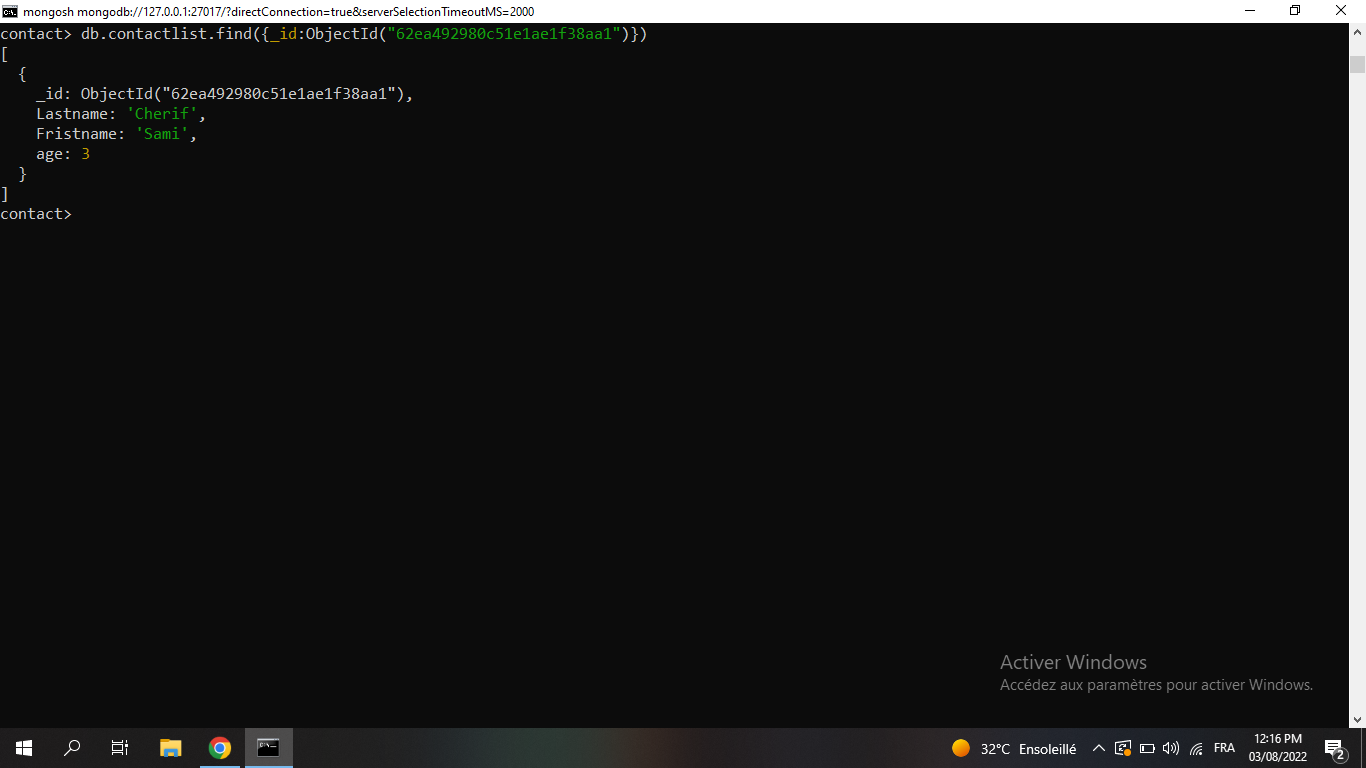 mongosh mongodb://127.0.0.1:27017/?directConnection=true&serverSelectionTimeoutMS=2000
contact> db.contactlist.find({_id:ObjectId("62ea492980c51e1ae1f38aa1")})
[
  {
    _id: ObjectId("62ea492980c51e1ae1f38aa1"),
    Lastname: 'Cherif',
    Fristname: 'Sami',
    age: 3
  }
]
contact>
Activer Windows
Accédez aux paramètres pour activer Windows.
32°C Ensoleillé
FRA
12:16 PM
03/08/2022
2